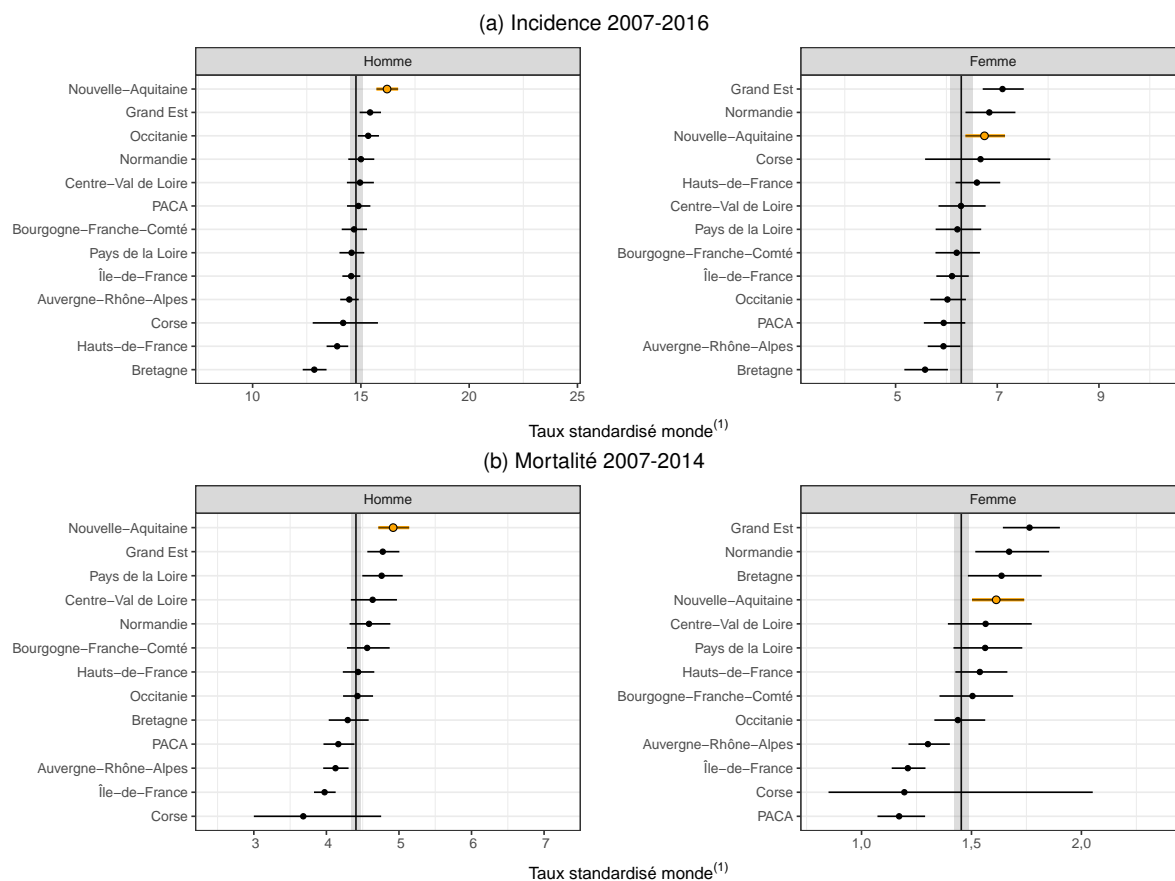 (a) Incidence 2007-2016
Homme
Nouvelle−Aquitaine
Grand Est
Occitanie
Normandie
Centre−Val de Loire
PACA
Bourgogne−Franche−Comté
Pays de la Loire
Île−de−France
Auvergne−Rhône−Alpes
Corse
Hauts−de−France
Bretagne
10 15 20 25
Femme
Grand Est
Normandie
Nouvelle−Aquitaine
Corse
Hauts−de−France
Centre−Val de Loire
Pays de la Loire
Bourgogne−Franche−Comté
Île−de−France
Occitanie
PACA
Auvergne−Rhône−Alpes
Bretagne
5 7 9
Taux standardisé monde(1)
(b) Mortalité 2007-2014
Homme
Nouvelle−Aquitaine
Grand Est
Pays de la Loire
Centre−Val de Loire
Normandie
Bourgogne−Franche−Comté
Hauts−de−France
Occitanie
Bretagne
PACA
Auvergne−Rhône−Alpes
Île−de−France
Corse
3 4 5 6 7
Femme
Grand Est
Normandie
Bretagne
Nouvelle−Aquitaine
Centre−Val de Loire
Pays de la Loire
Hauts−de−France
Bourgogne−Franche−Comté
Occitanie
Auvergne−Rhône−Alpes
Île−de−France
Corse
PACA
1,0 1,5 2,0
Taux standardisé monde(1)